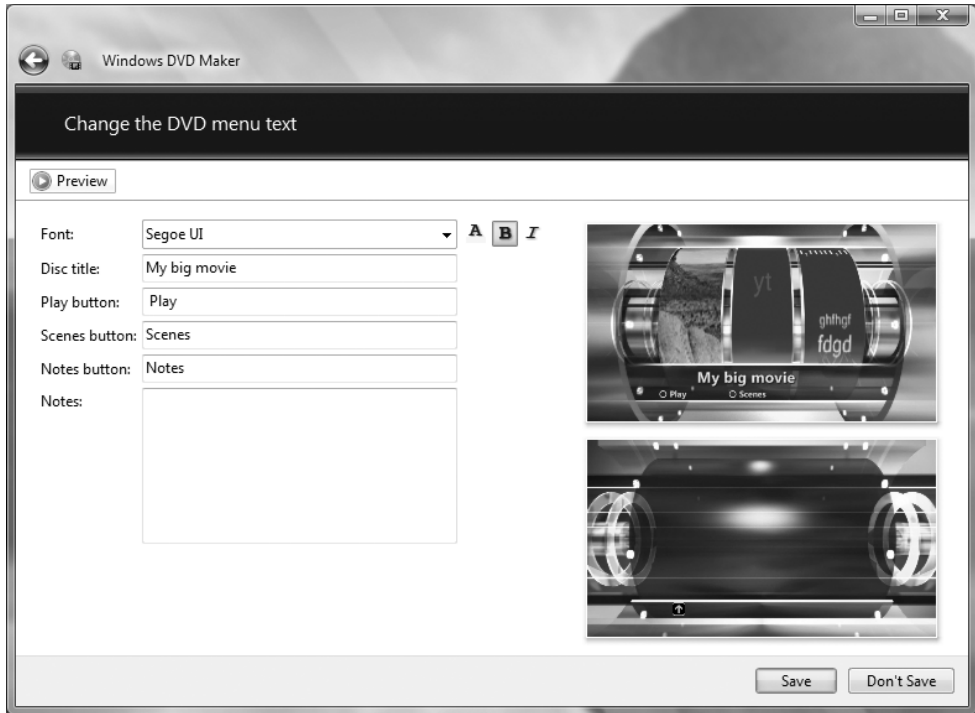 Windows DVD Maker
Change the DVD menu text
Preview
Font: Segoe UI A B I
Disc title: My big movie
Play button: Play
Scenes button: Scenes
Notes button: Notes
Notes:
yt
ghfhgf
fdgd
My big movie
Play Scenes
Save Don't Save